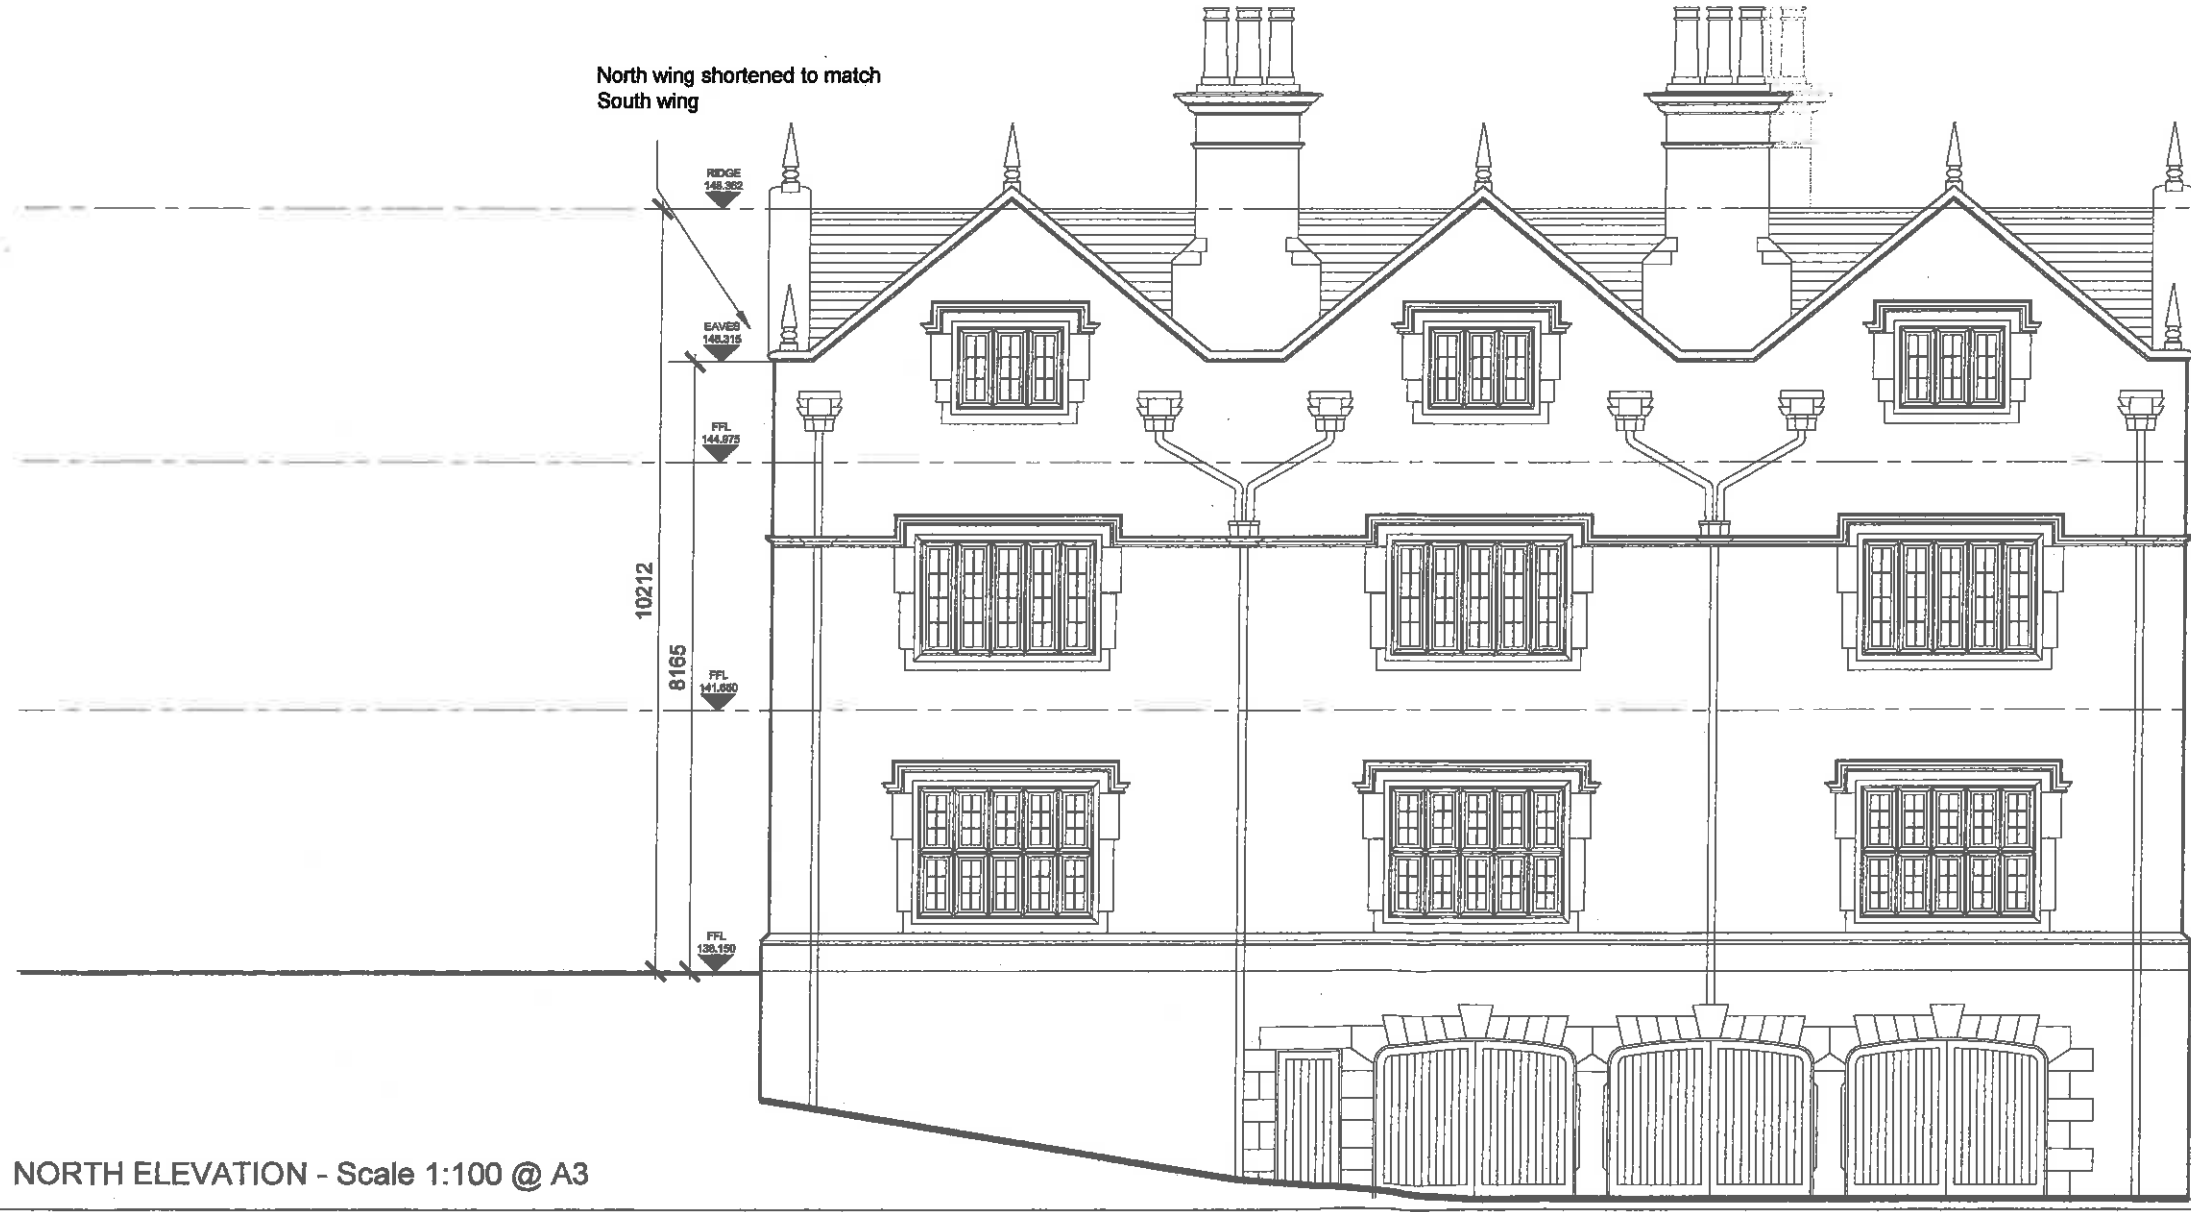 North wing shortened to match
South wing
RIDGE
148.362
EAVES
146.315
FFL
144.975
10212
8165
FFL
141.680
FFL
138.150
NORTH ELEVATION - Scale 1:100 @ A3